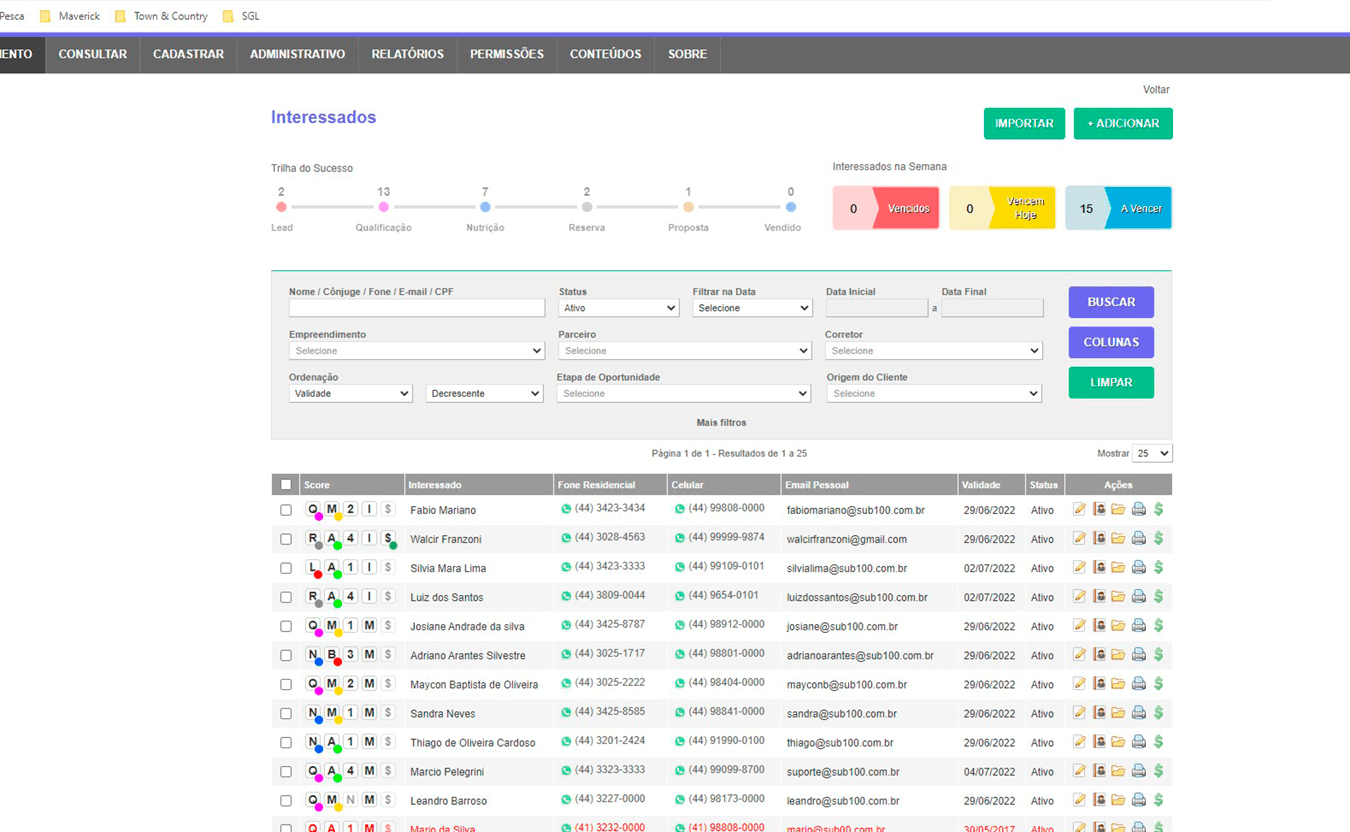 Pesca Maverick Town & Country SGL
MENTO CONSULTAR CADASTRAR ADMINISTRATIVO RELATÓRIOS PERMISSÕES CONTEÚDOS SOBRE
Voltar
Interessados
IMPORTAR + ADICIONAR
Trilha do Sucesso
2 13 7 2 1 0
Lead Qualificação Nutrição Reserva Proposta Vendido
Interessados na Semana
0 Vencidos
0 Vencem
Hoje
15 A Vencer
Nome / Cônjuge / Fone / E-mail / CPF Status Filtrar na Data Data Inicial Data Final
Ativo Selecione a
BUSCAR
Empreendimento Parceiro Corretor
Selecione Selecione Selecione
COLUNAS
Ordenação Etapa de Oportunidade Origem do Cliente
Validade Decrescente Selecione Selecione
LIMPAR
Mais filtros
Página 1 de 1 - Resultados de 1 a 25 Mostrar 25
Score Interessado Fone Residencial Celular Email Pessoal Validade Status Ações
Q M 2 I $ Fabio Mariano (44) 3423-3434 (44) 99808-0000 fabiomariano@sub100.com.br 29/06/2022 Ativo $
R A 4 I $ Walcir Franzoni (44) 3028-4563 (44) 99999-9874 walcirfranzoni@gmail.com 29/06/2022 Ativo $
L A 1 I $ Silvia Mara Lima (44) 3423-3333 (44) 99109-0101 silvialima@sub100.com.br 02/07/2022 Ativo $
R A 4 I $ Luiz dos Santos (44) 3809-0044 (44) 9654-0101 luizdossantos@sub100.com.br 02/07/2022 Ativo $
Q M 1 M $ Josiane Andrade da silva (44) 3425-8787 (44) 98912-0000 josiane@sub100.com.br 29/06/2022 Ativo $
N B 3 M $ Adriano Arantes Silvestre (44) 3025-1717 (44) 98801-0000 adrianoarantes@sub100.com.br 29/06/2022 Ativo $
Q M 2 M $ Maycon Baptista de Oliveira (44) 3025-2222 (44) 98404-0000 mayconb@sub100.com.br 29/06/2022 Ativo $
N M 1 M $ Sandra Neves (44) 3425-8585 (44) 98841-0000 sandra@sub100.com.br 29/06/2022 Ativo $
N A 1 M $ Thiago de Oliveira Cardoso (44) 3201-2424 (44) 91990-0100 thiago@sub100.com.br 29/06/2022 Ativo $
Q A 4 M $ Marcio Pelegrini (44) 3323-3333 (44) 99099-8700 suporte@sub100.com.br 04/07/2022 Ativo $
Q M N M $ Leandro Barroso (44) 3227-0000 (44) 98173-0000 leandro@sub100.com.br 29/06/2022 Ativo $
Q A 1 M $ Mario da Silva (41) 3232-0000 (41) 98808-0000 mario@sub00.com.br 30/05/2017 Ativo $